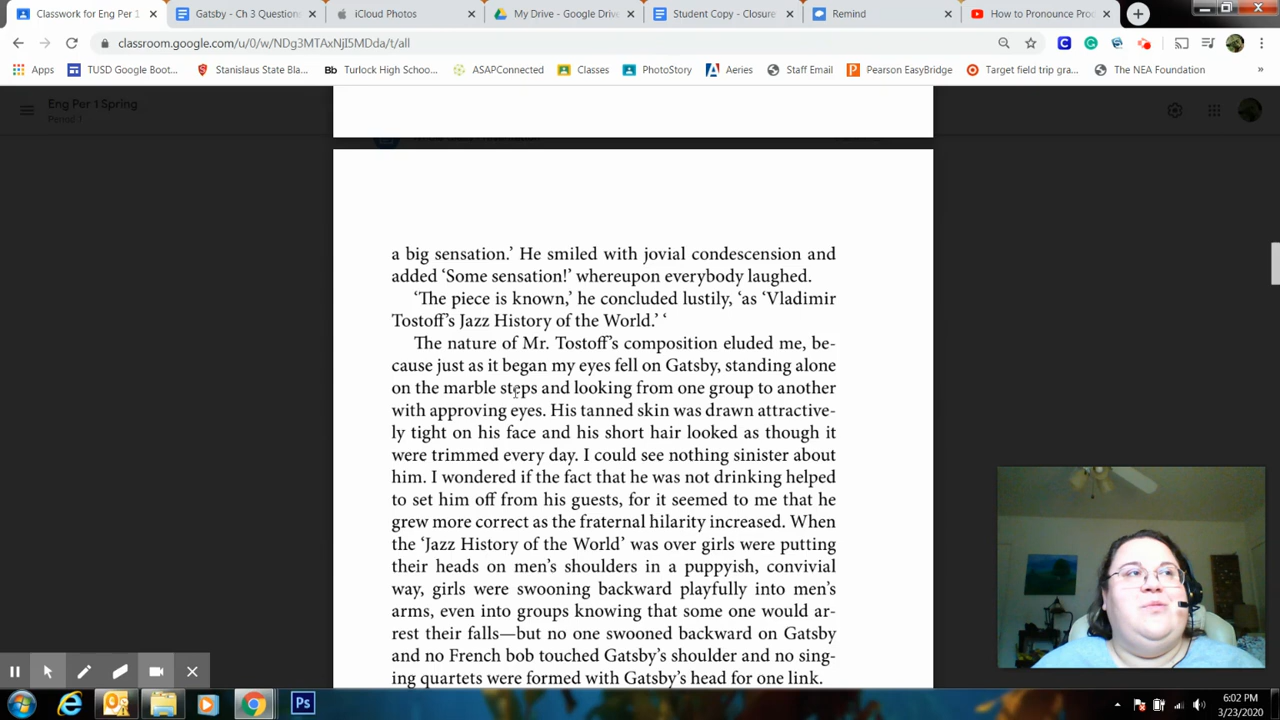 Classwork for Eng Per 1
Gatsby - Ch 3 Question
iCloud Photos
My Drive - Google Driv
Student Copy - Closure
Remind
How to Pronounce Pro
classroom.google.com/u/0/w/NDg3MTAxNjI5MDda/t/all
Apps
TUSD Google Boot...
Stanislaus State Bla...
Bb Turlock High Schoo...
ASAPConnected
Classes
PhotoStory
Aeries
Staff Email
Pearson EasyBridge
Target field trip gra...
The NEA Foundation
Eng Per 1 Spring
Period 1
a big sensation.’ He smiled with jovial condescension and
added ‘Some sensation!’ whereupon everybody laughed.
‘The piece is known,’ he concluded lustily, ‘as ‘Vladimir
Tostoff’s Jazz History of the World.’ ‘
The nature of Mr. Tostoff’s composition eluded me, be-
cause just as it began my eyes fell on Gatsby, standing alone
on the marble steps and looking from one group to another
with approving eyes. His tanned skin was drawn attractive-
ly tight on his face and his short hair looked as though it
were trimmed every day. I could see nothing sinister about
him. I wondered if the fact that he was not drinking helped
to set him off from his guests, for it seemed to me that he
grew more correct as the fraternal hilarity increased. When
the ‘Jazz History of the World’ was over girls were putting
their heads on men’s shoulders in a puppyish, convivial
way, girls were swooning backward playfully into men’s
arms, even into groups knowing that some one would ar-
rest their falls—but no one swooned backward on Gatsby
and no French bob touched Gatsby’s shoulder and no sing-
ing quartets were formed with Gatsby’s head for one link.
Ps
6:02 PM
3/23/2020